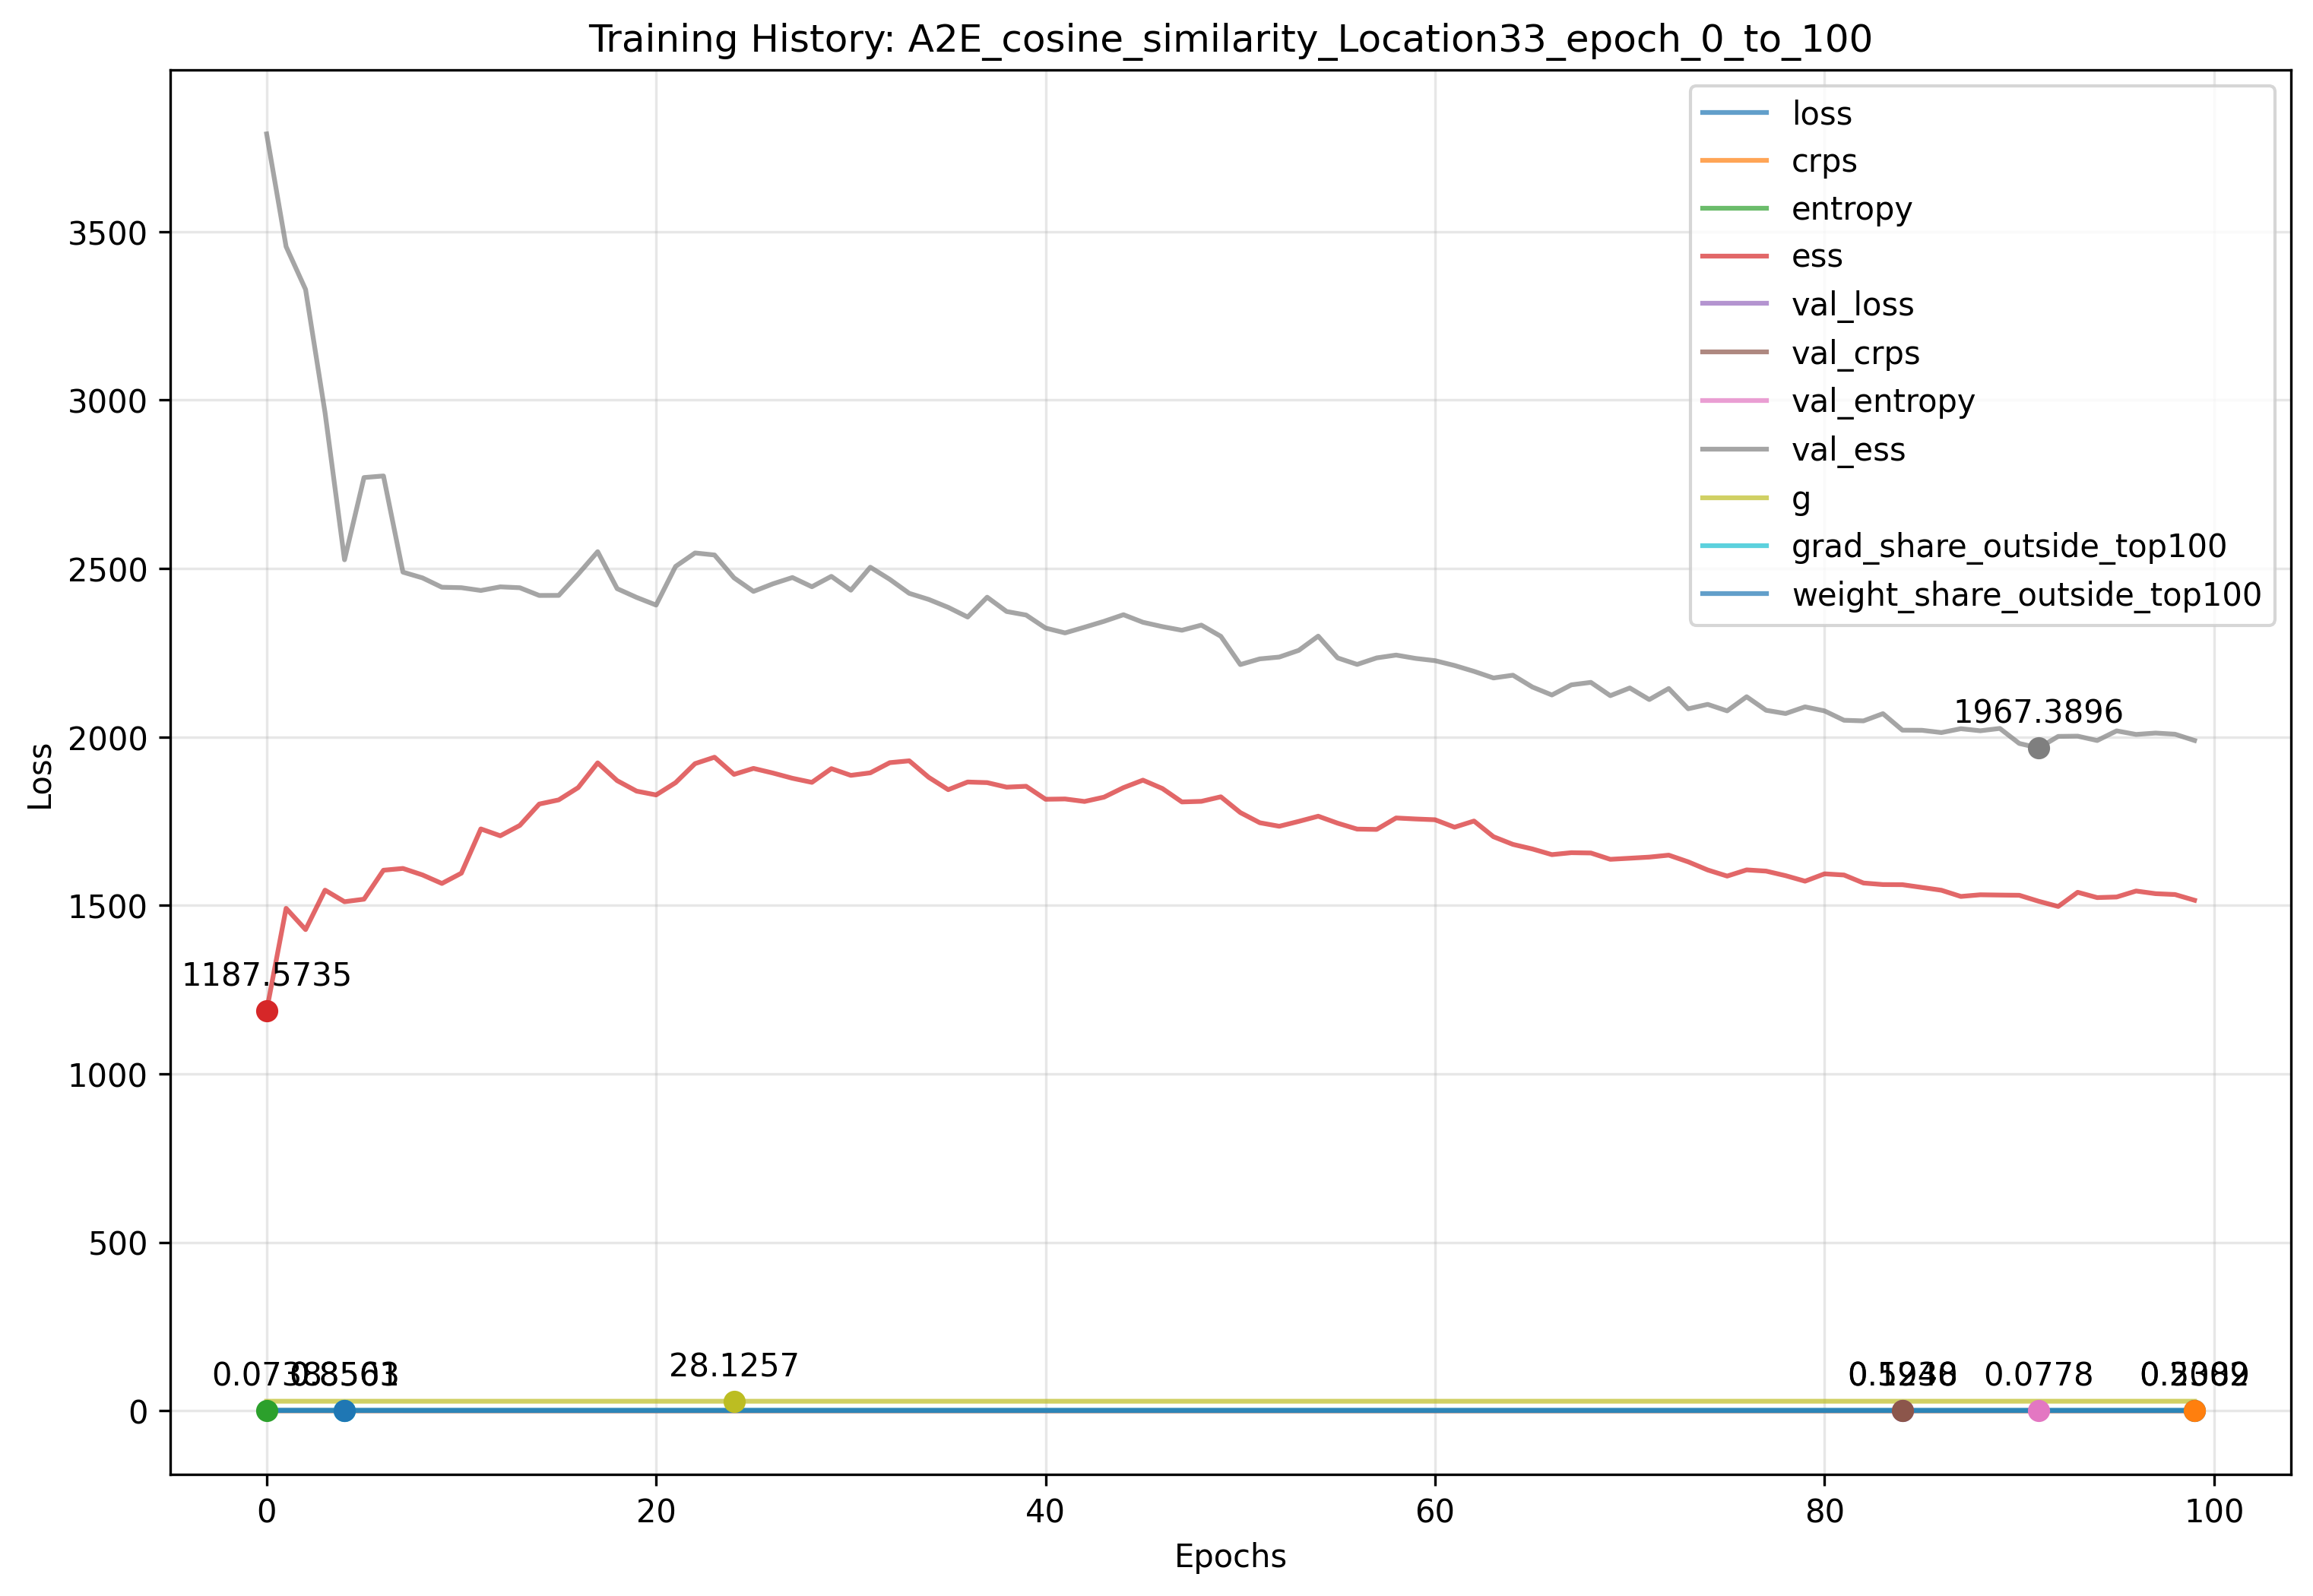 Training History: A2E_cosine_similarity_Location33_epoch_0_to_100
loss
crps
entropy
ess
val_loss
val_crps
val_entropy
val_ess
g
grad_share_outside_top100
weight_share_outside_top100
3500
3000
2500
2000
1500
1000
500
0
Loss
1967.3896
1187.5735
28.1257
0.0778
0
20
40
60
80
100
Epochs